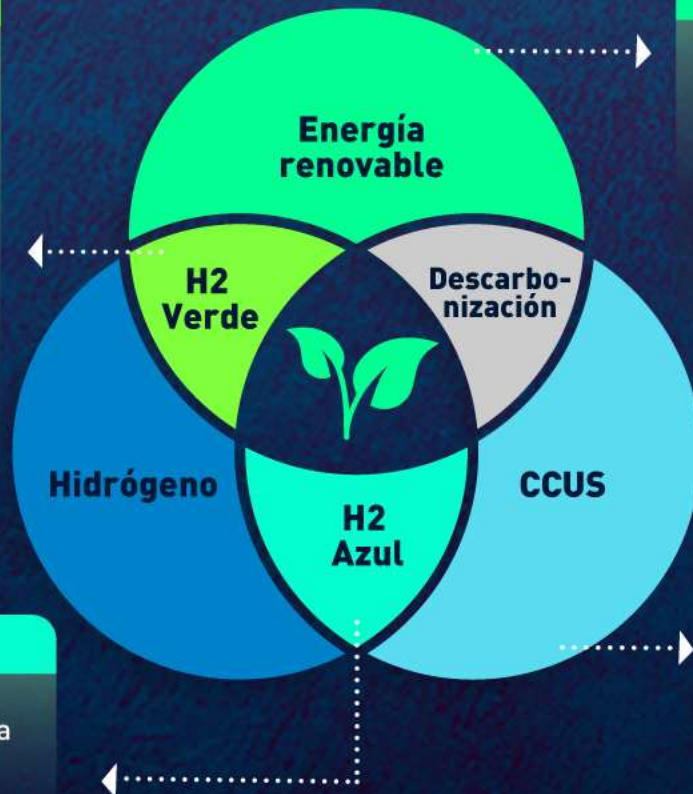 Energía
renovable
H2
Verde
Descarbo-
nización
Hidrógeno
CCUS
H2
Azul
a